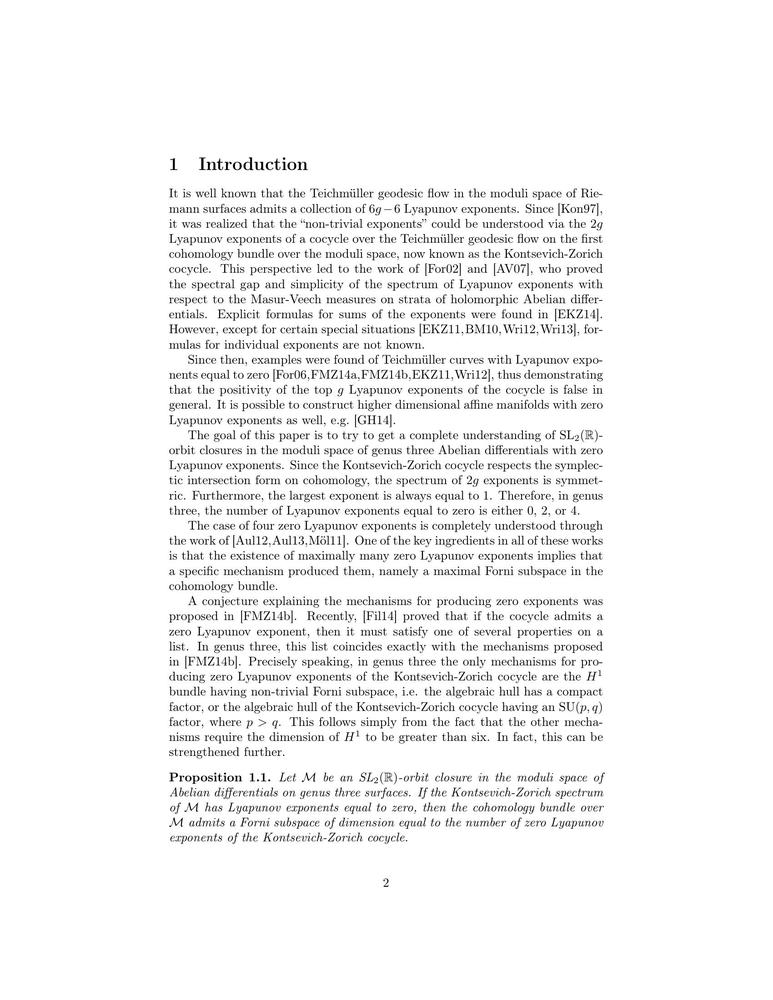 1 Introduction
It is well known that the Teichmüller geodesic flow in the moduli space of Rie-
mann surfaces admits a collection of 6g − 6 Lyapunov exponents. Since [Kon97],
it was realized that the “non-trivial exponents” could be understood via the 2g
Lyapunov exponents of a cocycle over the Teichmüller geodesic flow on the first
cohomology bundle over the moduli space, now known as the Kontsevich-Zorich
cocycle. This perspective led to the work of [For02] and [AV07], who proved
the spectral gap and simplicity of the spectrum of Lyapunov exponents with
respect to the Masur-Veech measures on strata of holomorphic Abelian differ-
entials. Explicit formulas for sums of the exponents were found in [EKZ14].
However, except for certain special situations [EKZ11,BM10,Wri12,Wri13], for-
mulas for individual exponents are not known.
Since then, examples were found of Teichmüller curves with Lyapunov expo-
nents equal to zero [For06,FMZ14a,FMZ14b,EKZ11,Wri12], thus demonstrating
that the positivity of the top g Lyapunov exponents of the cocycle is false in
general. It is possible to construct higher dimensional affine manifolds with zero
Lyapunov exponents as well, e.g. [GH14].
The goal of this paper is to try to get a complete understanding of SL₂(ℝ)-
orbit closures in the moduli space of genus three Abelian differentials with zero
Lyapunov exponents. Since the Kontsevich-Zorich cocycle respects the symplec-
tic intersection form on cohomology, the spectrum of 2g exponents is symmet-
ric. Furthermore, the largest exponent is always equal to 1. Therefore, in genus
three, the number of Lyapunov exponents equal to zero is either 0, 2, or 4.
The case of four zero Lyapunov exponents is completely understood through
the work of [Aul12,Aul13,Möl11]. One of the key ingredients in all of these works
is that the existence of maximally many zero Lyapunov exponents implies that
a specific mechanism produced them, namely a maximal Forni subspace in the
cohomology bundle.
A conjecture explaining the mechanisms for producing zero exponents was
proposed in [FMZ14b]. Recently, [Fil14] proved that if the cocycle admits a
zero Lyapunov exponent, then it must satisfy one of several properties on a
list. In genus three, this list coincides exactly with the mechanisms proposed
in [FMZ14b]. Precisely speaking, in genus three the only mechanisms for pro-
ducing zero Lyapunov exponents of the Kontsevich-Zorich cocycle are the H¹
bundle having non-trivial Forni subspace, i.e. the algebraic hull has a compact
factor, or the algebraic hull of the Kontsevich-Zorich cocycle having an SU(p, q)
factor, where p > q. This follows simply from the fact that the other mecha-
nisms require the dimension of H¹ to be greater than six. In fact, this can be
strengthened further.
Proposition 1.1. Let ℳ be an SL₂(ℝ)-orbit closure in the moduli space of
Abelian differentials on genus three surfaces. If the Kontsevich-Zorich spectrum
of ℳ has Lyapunov exponents equal to zero, then the cohomology bundle over
ℳ admits a Forni subspace of dimension equal to the number of zero Lyapunov
exponents of the Kontsevich-Zorich cocycle.
2